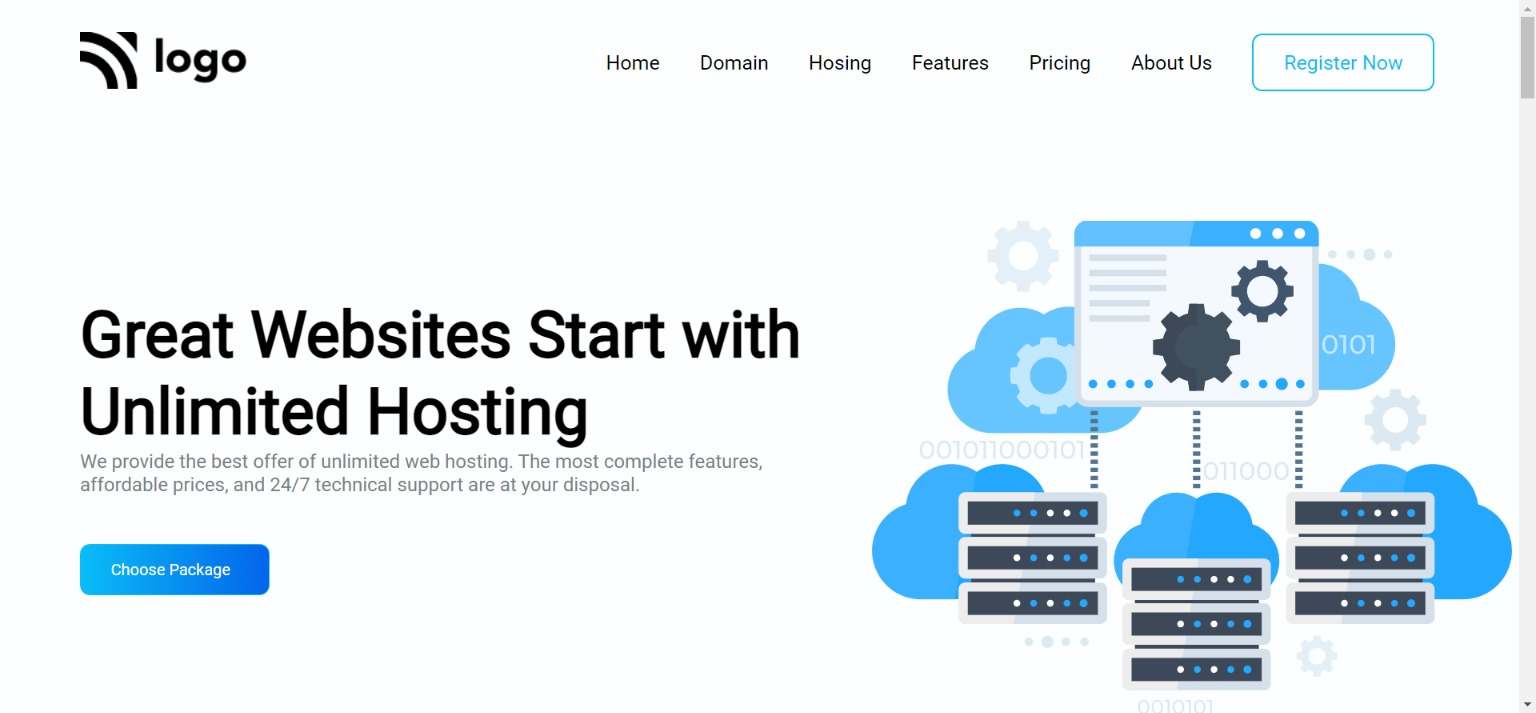 logo
Home Domain Hosing Features Pricing About Us Register Now
Great Websites Start with
Unlimited Hosting
We provide the best offer of unlimited web hosting. The most complete features,
affordable prices, and 24/7 technical support are at your disposal.
Choose Package
0101
001011000101
011000
0010101